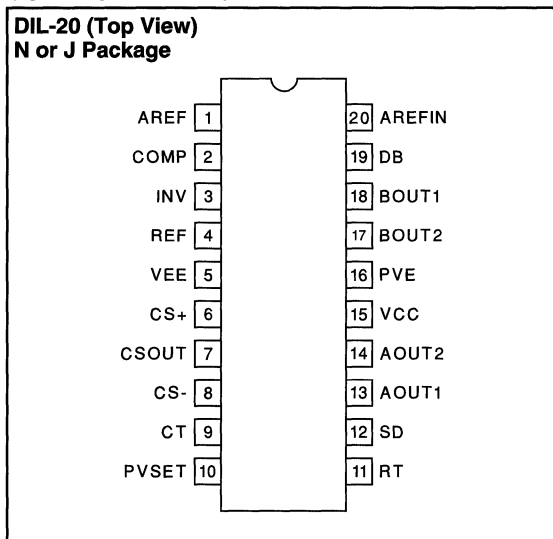 DIL-20 (Top View)
N or J Package
AREF 1 20 AREFIN
COMP 2 19 DB
INV 3 18 BOUT1
REF 4 17 BOUT2
VEE 5 16 PVE
CS+ 6 15 VCC
CSOUT 7 14 AOUT2
CS- 8 13 AOUT1
CT 9 12 SD
PVSET 10 11 RT